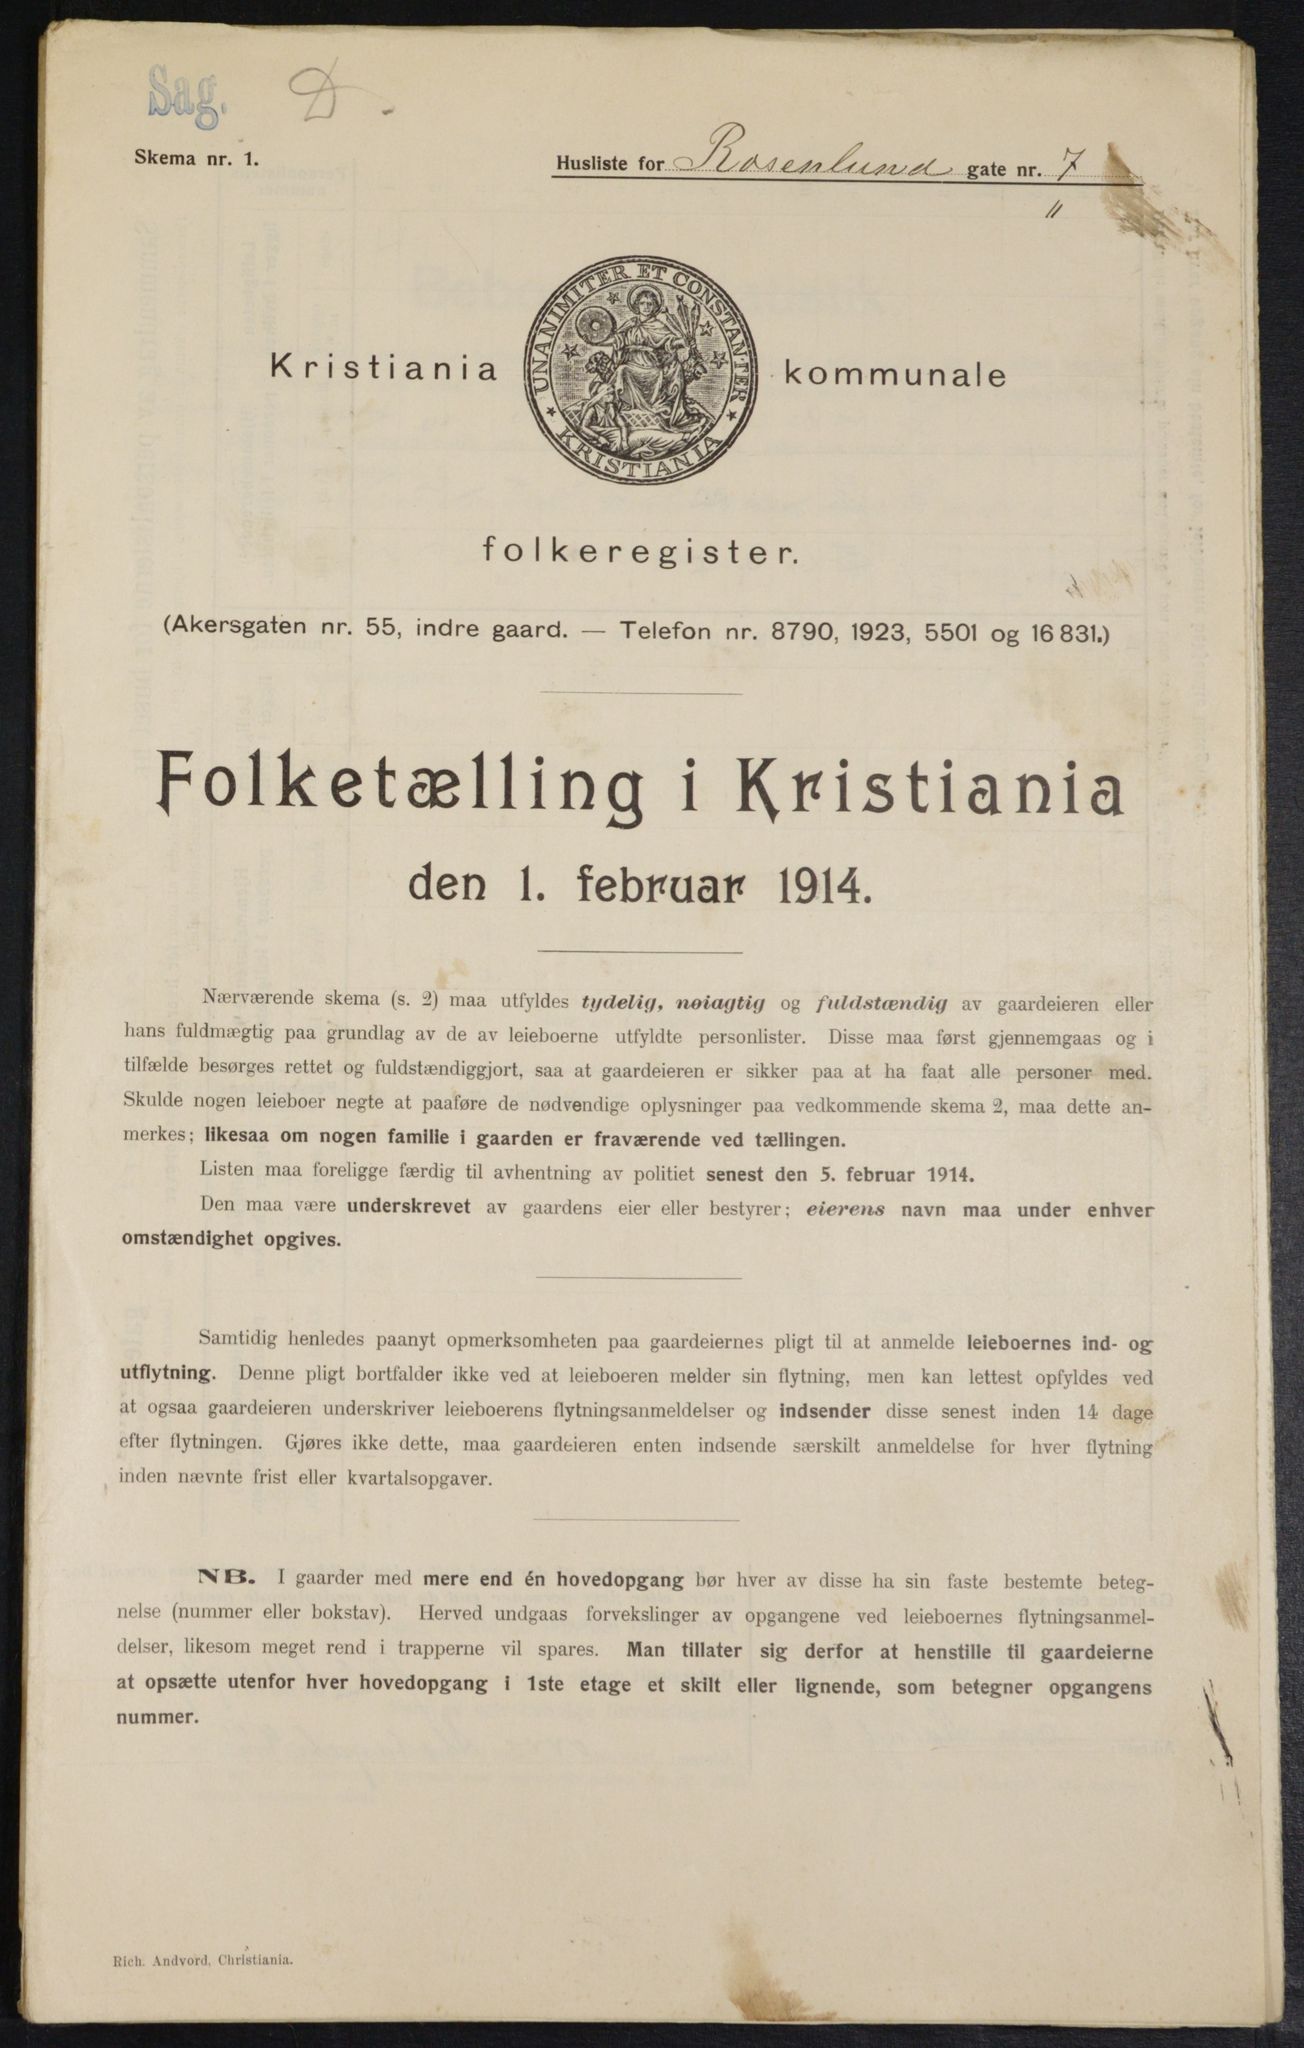 Sag. D.
Skema nr. 1.
Husliste for Rosenlund gate nr. 7
"
UNANIMITER ET CONSTANTER
KRISTIANIA
Kristiania kommunale
folkeregister.
(Akersgaten nr. 55, indre gaard. — Telefon nr. 8790, 1923, 5501 og 16 831.)
Folketælling i Kristiania
den 1. februar 1914.
Nærværende skema (s. 2) maa utfyldes tydelig, nøiagtig og fuldstændig av gaardeieren eller
hans fuldmægtig paa grundlag av de av leieboerne utfyldte personlister. Disse maa først gjennemgaas og i
tilfælde besørges rettet og fuldstændiggjort, saa at gaardeieren er sikker paa at ha faat alle personer med.
Skulde nogen leieboer negte at paaføre de nødvendige oplysninger paa vedkommende skema 2, maa dette an-
merkes; likesaa om nogen familie i gaarden er fraværende ved tællingen.
Listen maa foreligge færdig til avhentning av politiet senest den 5. februar 1914.
Den maa være underskrevet av gaardens eier eller bestyrer; eierens navn maa under enhver
omstændighet opgives.
Samtidig henledes paanyt opmerksomheten paa gaardeiernes pligt til at anmelde leieboernes ind- og
utflytning. Denne pligt bortfalder ikke ved at leieboeren melder sin flytning, men kan lettest opfyldes ved
at ogsaa gaardeieren underskriver leieboerens flytningsanmeldelser og indsender disse senest inden 14 dage
efter flytningen. Gjøres ikke dette, maa gaardeieren enten indsende særskilt anmeldelse for hver flytning
inden nævnte frist eller kvartalsopgaver.
NB. I gaarder med mere end én hovedopgang bør hver av disse ha sin faste bestemte beteg-
nelse (nummer eller bokstav). Herved undgaas forvekslinger av opgangene ved leieboernes flytningsanmel-
delser, likesom meget rend i trapperne vil spares. Man tillater sig derfor at henstille til gaardeierne
at opsætte utenfor hver hovedopgang i 1ste etage et skilt eller lignende, som betegner opgangens
nummer.
Rich. Andvord, Christiania.